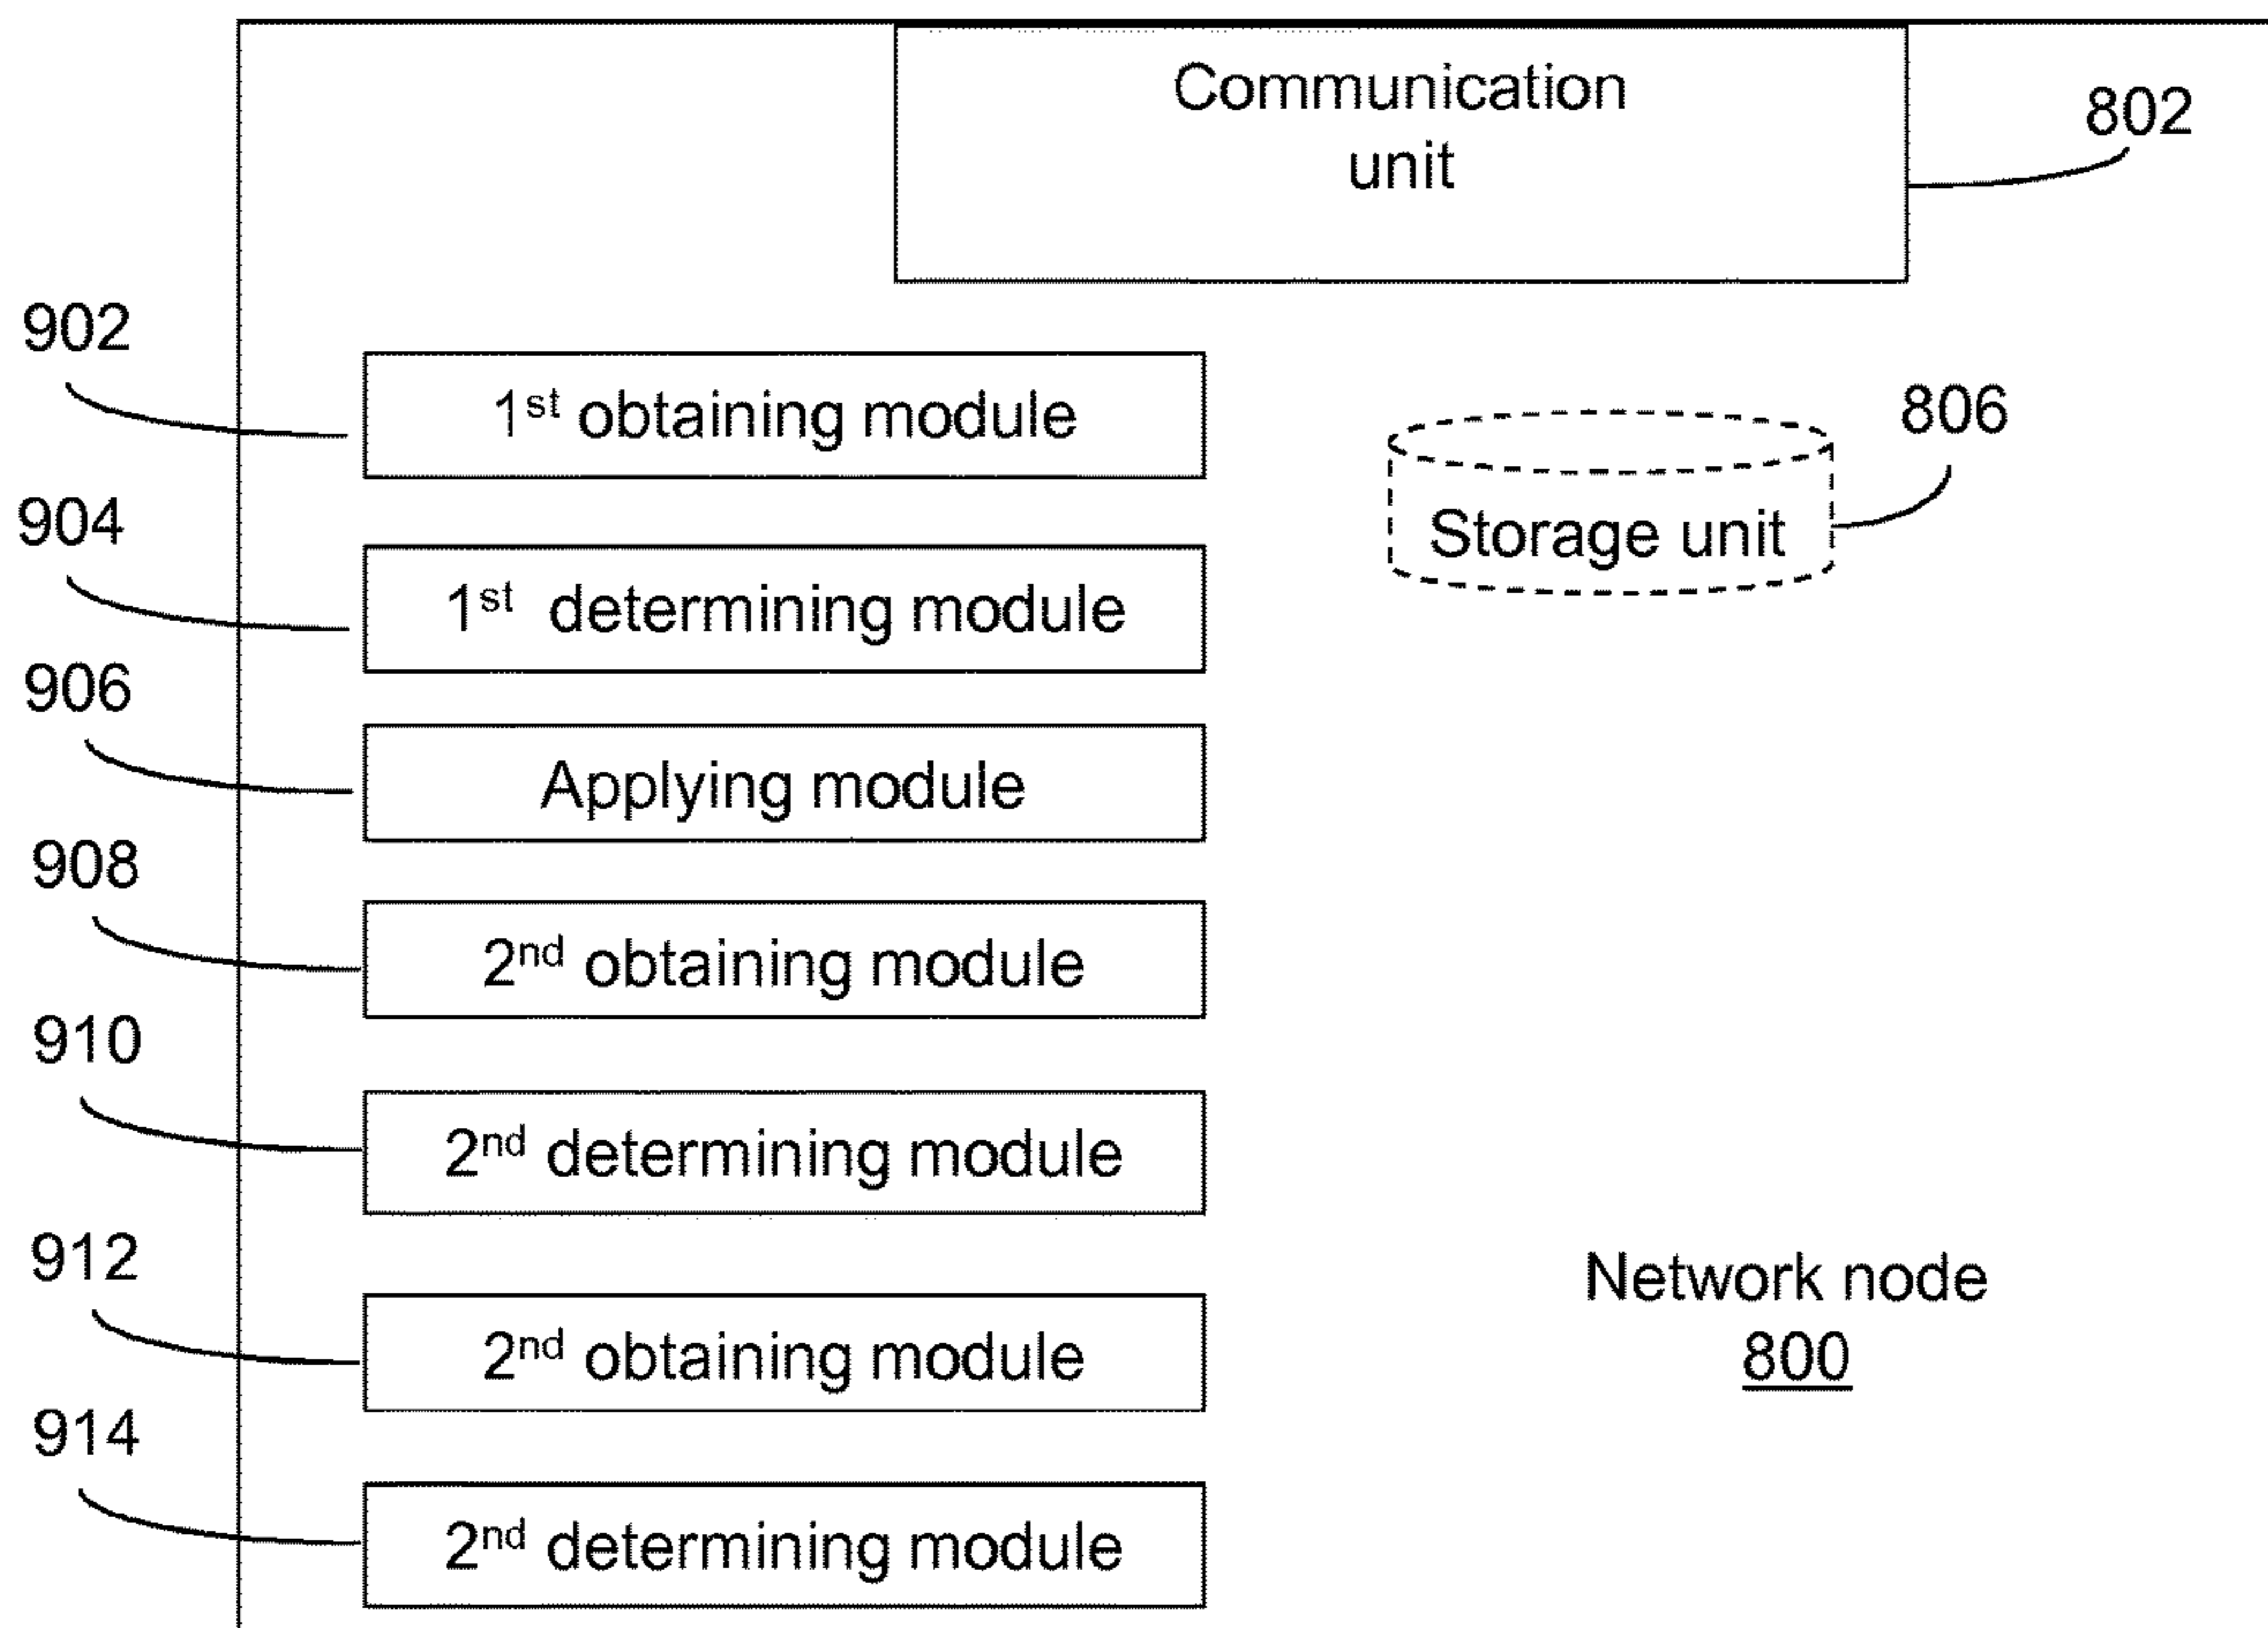 Communication
unit
802
902
1st obtaining module
806
Storage unit
904
1st determining module
906
Applying module
908
2nd obtaining module
910
2nd determining module
912
2nd obtaining module
Network node
800
914
2nd determining module